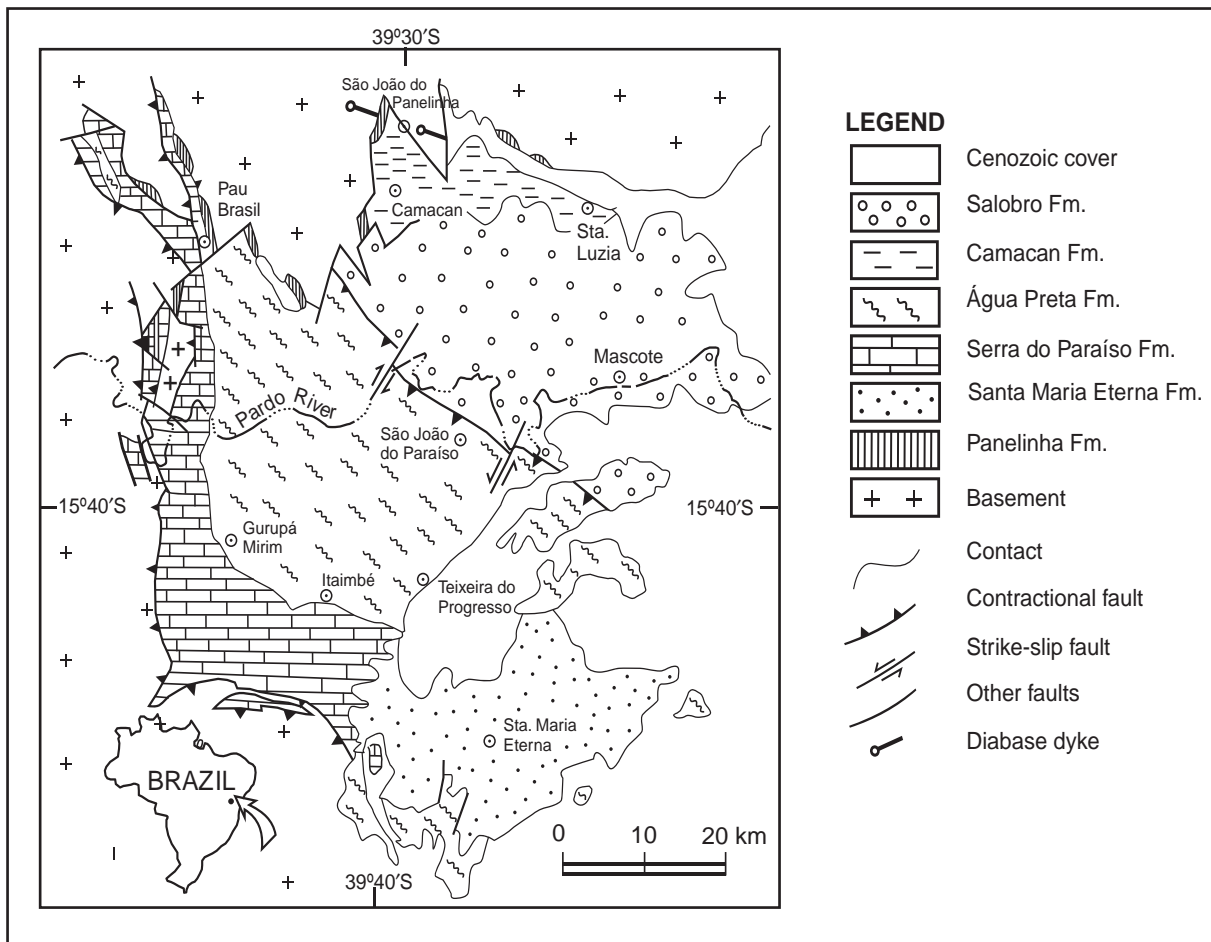 39º30′S
São João do
Panelinha
Pau
Brasil
Camacan
Sta.
Luzia
Mascote
Pardo River
São João
do Paraíso
15º40′S
15º40′S
Gurupá
Mirim
Itaimbé
Teixeira do
Progresso
Sta. Maria
Eterna
BRAZIL
0 10 20 km
39º40′S
LEGEND
Cenozoic cover
Salobro Fm.
Camacan Fm.
Água Preta Fm.
Serra do Paraíso Fm.
Santa Maria Eterna Fm.
Panelinha Fm.
Basement
Contact
Contractional fault
Strike-slip fault
Other faults
Diabase dyke